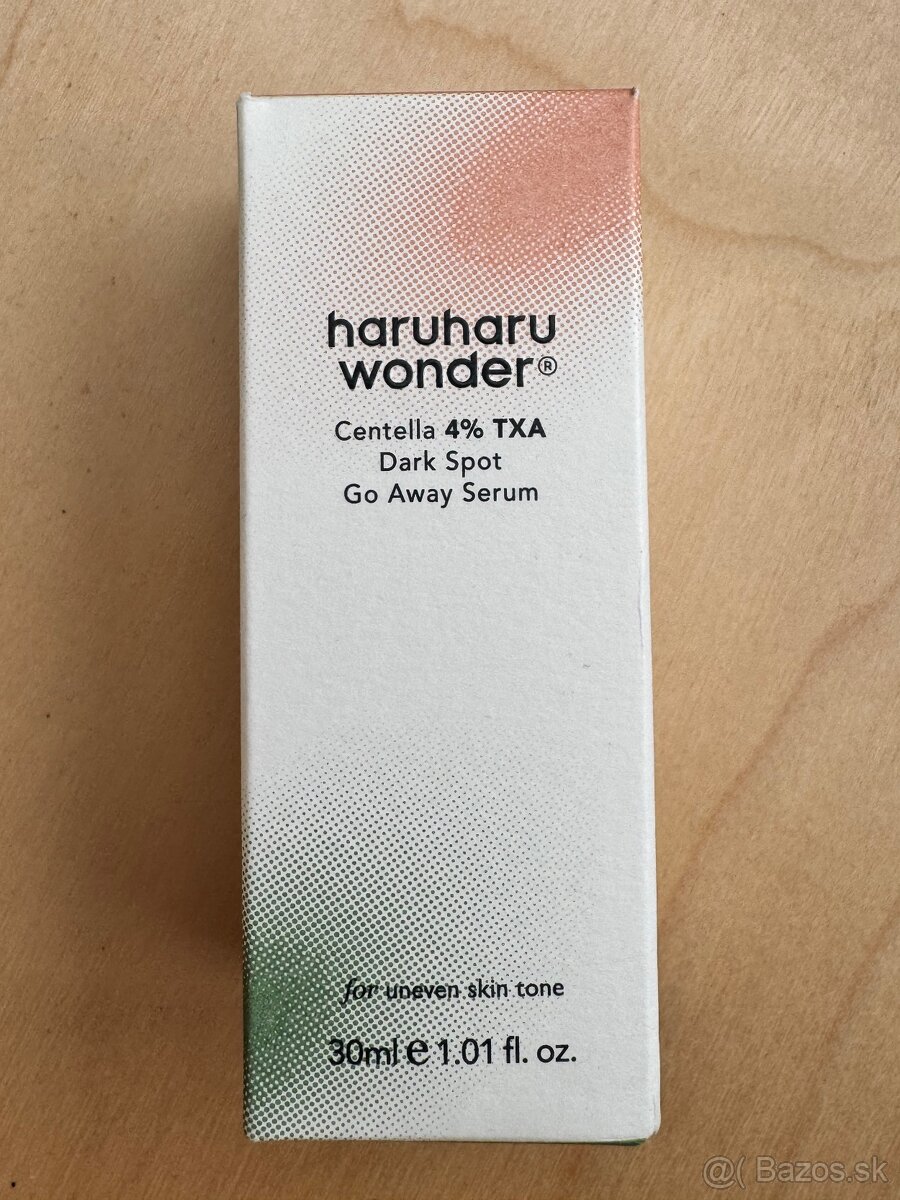 haruharu
wonder®
Centella 4% TXA
Dark Spot
Go Away Serum
for uneven skin tone
30ml e 1.01 fl. oz.
@( Bazos.sk